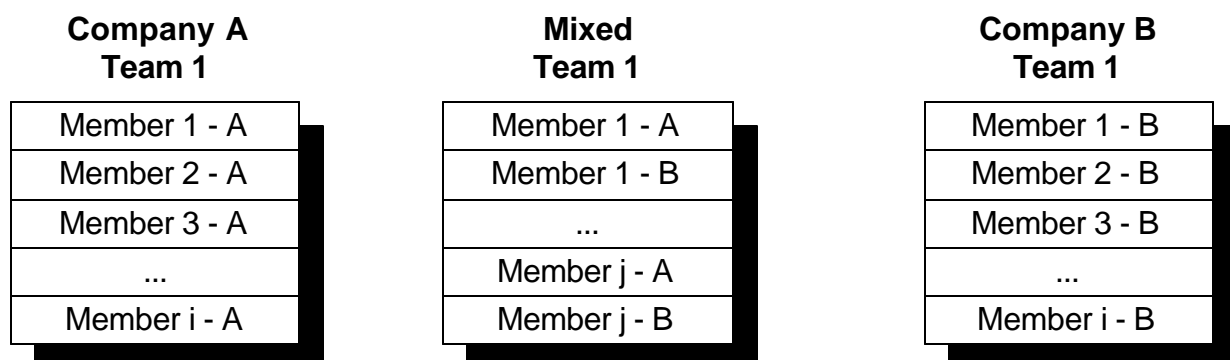 Company A
Team 1
Member 1 - A
Member 2 - A
Member 3 - A
...
Member i - A
Mixed
Team 1
Member 1 - A
Member 1 - B
...
Member j - A
Member j - B
Company B
Team 1
Member 1 - B
Member 2 - B
Member 3 - B
...
Member i - B